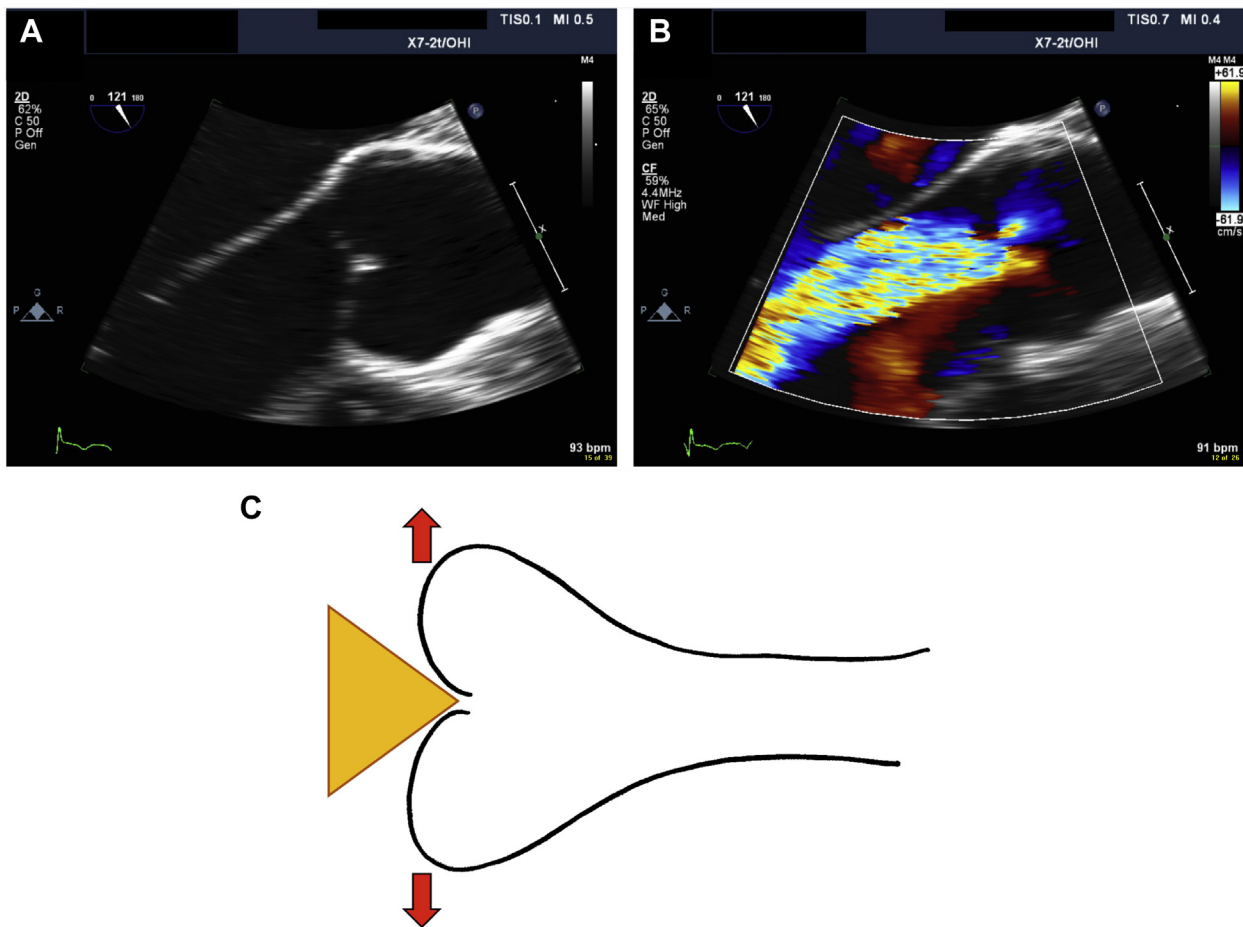 A
TIS0.1 MI 0.5
X7-2t/OHI
M4
2D
62%
C 50
P Off
Gen
0 121 180
P
G
P R
x
93 bpm
15 of 39
B
TIS0.7 MI 0.4
X7-2t/OHI
M4 M4
+61.9
2D
65%
C 50
P Off
Gen
CF
59%
4.4MHz
WF High
Med
0 121 180
P
-61.9
cm/s
G
P R
x
91 bpm
12 of 26
C